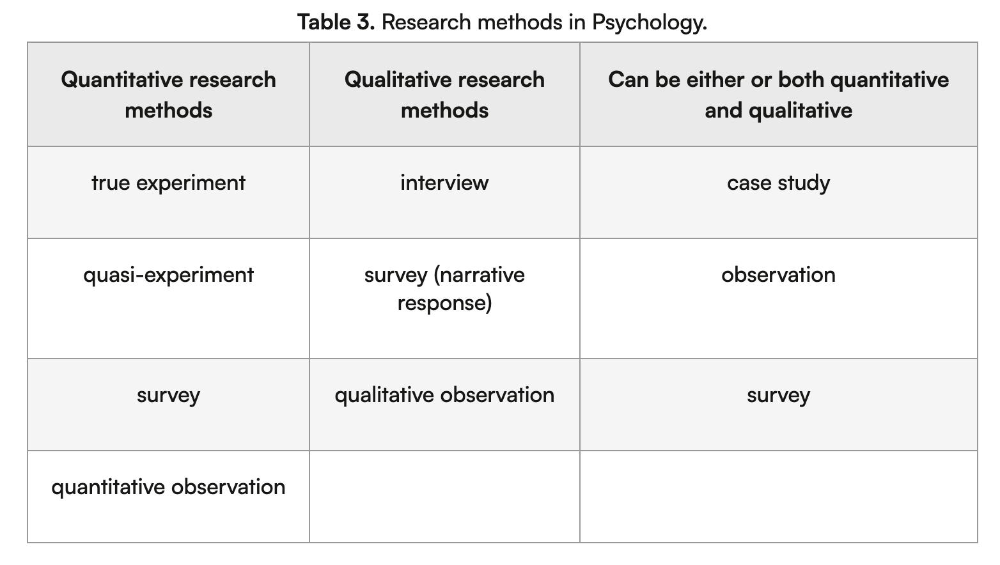 Table 3. Research methods in Psychology.
Quantitative research
methods
Qualitative research
methods
Can be either or both quantitative
and qualitative
true experiment
interview
case study
quasi-experiment
survey (narrative
response)
observation
survey
qualitative observation
survey
quantitative observation